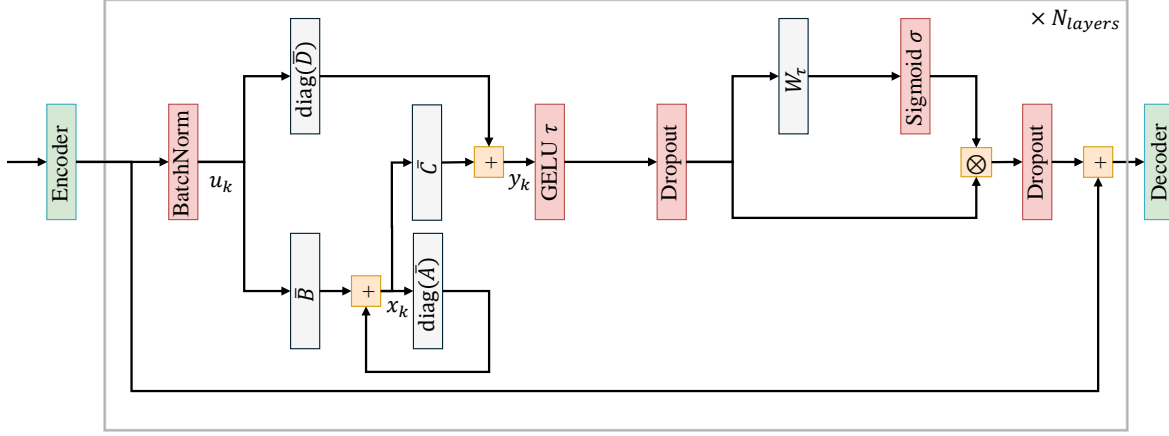 × N_layers
Encoder
BatchNorm
u_k
diag(D̅)
B̅
+
x_k
diag(A̅)
C̅
+
y_k
GELU τ
Dropout
W_τ
Sigmoid σ
⊗
Dropout
+
Decoder